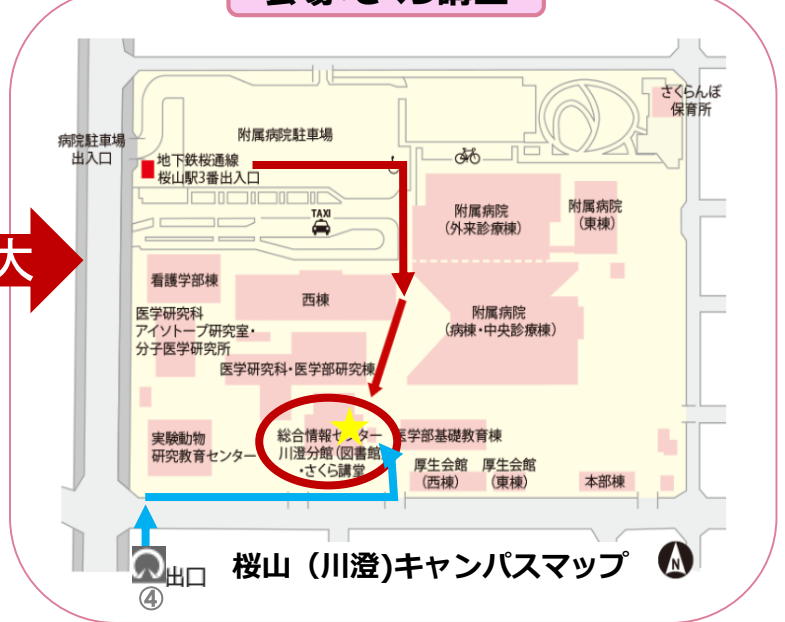 会場:さくら講堂
さくらんぼ
保育所
病院駐車場
出入口
附属病院駐車場
地下鉄桜通線
桜山駅3番出入口
TAXI
附属病院
(外来診療棟)
附属病院
(東棟)
大
看護学部棟
西棟
医学研究科
アイソトープ研究室・
分子医学研究所
附属病院
(病棟・中央診療棟)
医学研究科・医学部研究棟
実験動物
研究教育センター
総合情報センター
川澄分館(図書館)
・さくら講堂
医学部基礎教育棟
厚生会館
(西棟)
厚生会館
(東棟)
本部棟
出口
④
桜山（川澄)キャンパスマップ
N